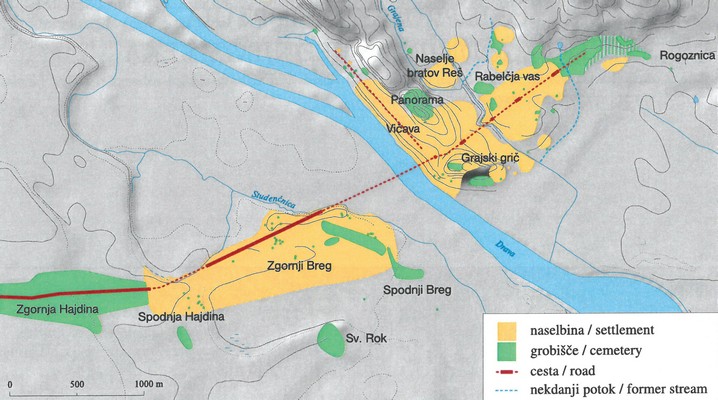 Grajena
Naselje
bratov Reš
Rabelčja vas
Rogoznica
Panorama
Vičava
Grajski grič
Studenčnica
Drava
Zgornji Breg
Spodnji Breg
Zgornja Hajdina
Spodnja Hajdina
Sv. Rok
0 500 1000 m
naselbina / settlement
grobišče / cemetery
cesta / road
nekdanji potok / former stream